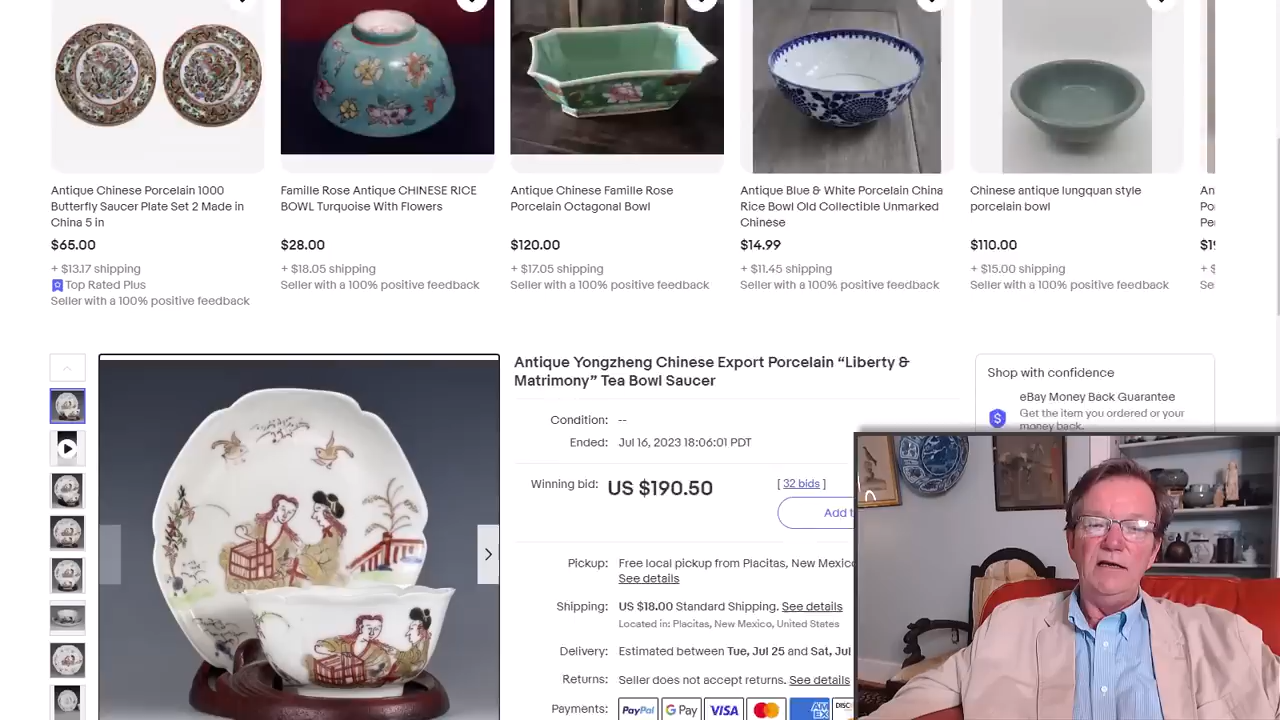 Antique Chinese Porcelain 1000
Butterfly Saucer Plate Set 2 Made in
China 5 in
$65.00
+ $13.17 shipping
Top Rated Plus
Seller with a 100% positive feedback
Famille Rose Antique CHINESE RICE
BOWL Turquoise With Flowers
$28.00
+ $18.05 shipping
Seller with a 100% positive feedback
Antique Chinese Famille Rose
Porcelain Octagonal Bowl
$120.00
+ $17.05 shipping
Seller with a 100% positive feedback
Antique Blue & White Porcelain China
Rice Bowl Old Collectible Unmarked
Chinese
$14.99
+ $11.45 shipping
Seller with a 100% positive feedback
Chinese antique lungquan style
porcelain bowl
$110.00
+ $15.00 shipping
Seller with a 100% positive feedback
Antique Yongzheng Chinese Export Porcelain “Liberty &
Matrimony” Tea Bowl Saucer
Condition: --
Ended: Jul 16, 2023 18:06:01 PDT
Winning bid: US $190.50 [ 32 bids ]
Add t
Pickup: Free local pickup from Placitas, New Mexico
See details
Shipping: US $18.00 Standard Shipping. See details
Located in: Placitas, New Mexico, United States
Delivery: Estimated between Tue, Jul 25 and Sat, Jul
Returns: Seller does not accept returns. See details
Payments: PayPal G Pay VISA MasterCard AM EX DISC
Shop with confidence
eBay Money Back Guarantee
Get the item you ordered or your
money back.